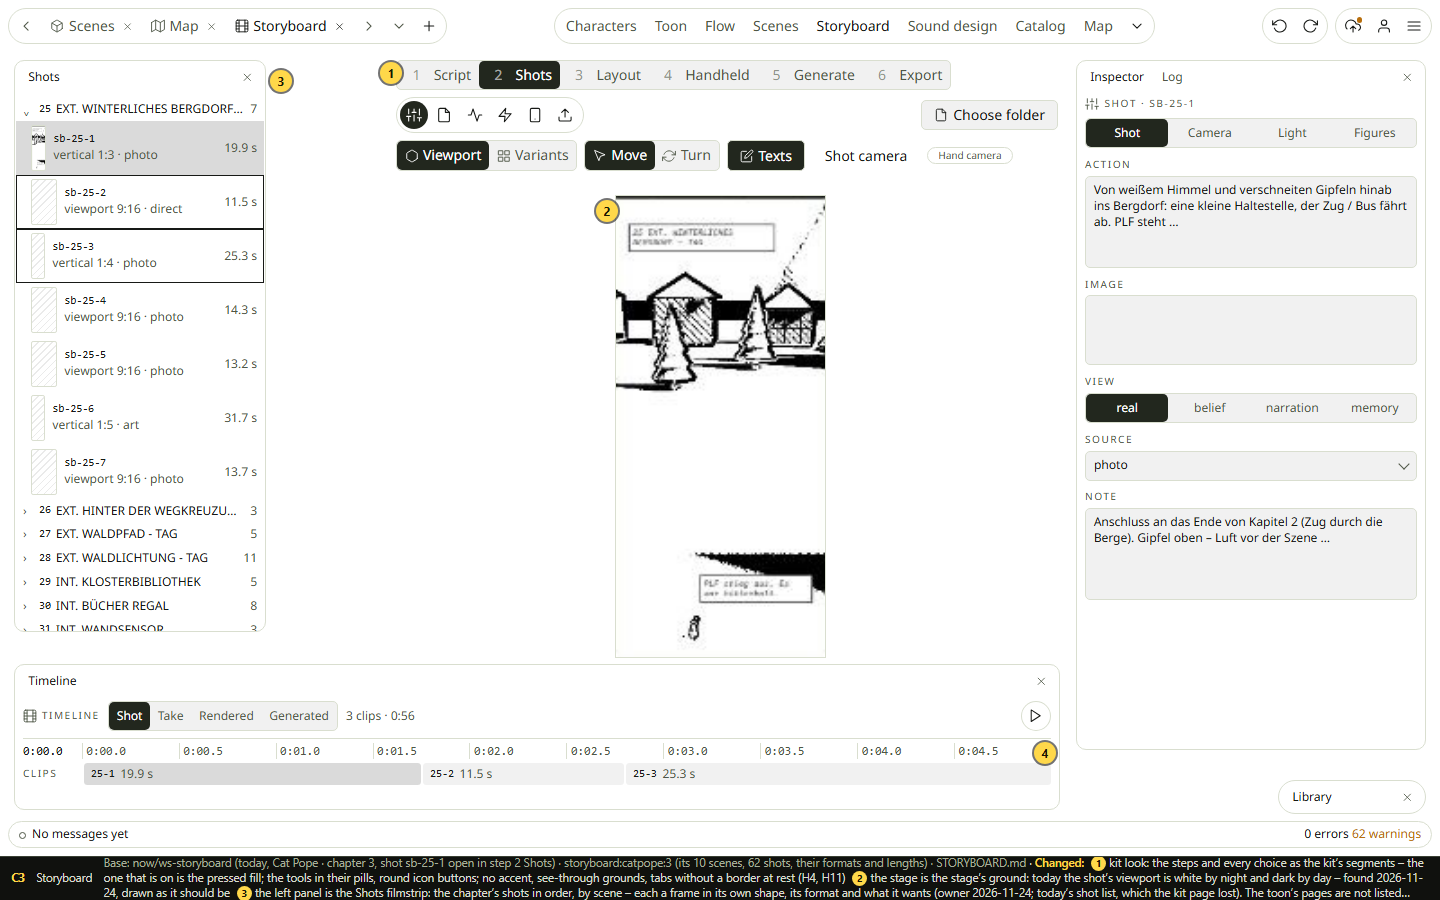 Scenes × Map × Storyboard ×
Characters Toon Flow Scenes Storyboard Sound design Catalog Map
Shots ×
3
1
1 Script 2 Shots 3 Layout 4 Handheld 5 Generate 6 Export
Choose folder
Viewport Variants Move Turn Texts Shot camera Hand camera
25 EXT. WINTERLICHES BERGDORF... 7
sb-25-1
vertical 1:3 · photo 19.9 s
sb-25-2
viewport 9:16 · direct 11.5 s
sb-25-3
vertical 1:4 · photo 25.3 s
sb-25-4
viewport 9:16 · photo 14.3 s
sb-25-5
viewport 9:16 · photo 13.2 s
sb-25-6
vertical 1:5 · art 31.7 s
sb-25-7
viewport 9:16 · photo 13.7 s
26 EXT. HINTER DER WEGKREUZU... 3
27 EXT. WALDPFAD - TAG 5
28 EXT. WALDLICHTUNG - TAG 11
29 INT. KLOSTERBIBLIOTHEK 5
30 INT. BÜCHER REGAL 8
31 INT. WANDSENSOR 3
2
25 EXT. WINTERLICHES
BERGDORF – TAG
Inspector Log ×
SHOT · SB-25-1
Shot Camera Light Figures
ACTION
Von weißem Himmel und verschneiten Gipfeln hinab
ins Bergdorf: eine kleine Haltestelle, der Zug / Bus fährt
ab. PLF steht ...
IMAGE
VIEW
real belief narration memory
SOURCE
photo
NOTE
Anschluss an das Ende von Kapitel 2 (Zug durch die
Berge). Gipfel oben – Luft vor der Szene ...
Timeline ×
TIMELINE Shot Take Rendered Generated 3 clips · 0:56
0:00.0 0:00.0 0:00.5 0:01.0 0:01.5 0:02.0 0:02.5 0:03.0 0:03.5 0:04.0 0:04.5
4
CLIPS 25-1 19.9 s 25-2 11.5 s 25-3 25.3 s
Library ×
No messages yet 0 errors 62 warnings
C3 Storyboard
Base: now/ws-storyboard (today, Cat Pope · chapter 3, shot sb-25-1 open in step 2 Shots) · storyboard:catpope:3 (its 10 scenes, 62 shots, their formats and lengths) · STORYBOARD.md · Changed: 1 kit look: the steps and every choice as the kit's segments – the
one that is on is the pressed fill; the tools in their pills, round icon buttons; no accent, see-through grounds, tabs without a border at rest (H4, H11) 2 the stage is the stage's ground: today the shot's viewport is white by night and dark by day – found 2026-11-
24, drawn as it should be 3 the left panel is the Shots filmstrip: the chapter's shots in order, by scene – each a frame in its own shape, its format and what it wants (owner 2026-11-24; today's shot list, which the kit page lost). The toon's pages are not listed...